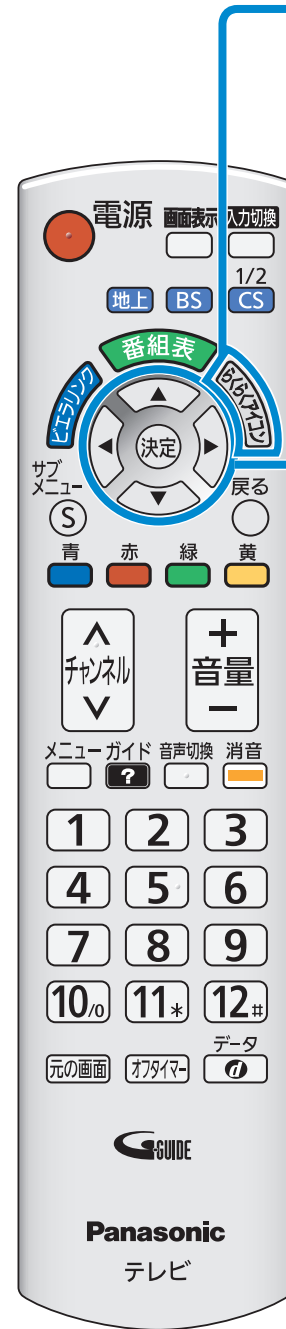 電源 画面表示 入力切換
1/2
地上 BS CS
番組表
ビエラリンク
らくらくアイコン
決定
サブ
メニュー
戻る
S
青 赤 緑 黄
チャンネル
+
音量
−
メニュー ガイド 音声切換 消音
?
1 2 3
4 5 6
7 8 9
10/0 11* 12#
データ
元の画面 オフタイマー d
G-GUIDE
Panasonic
テレビ